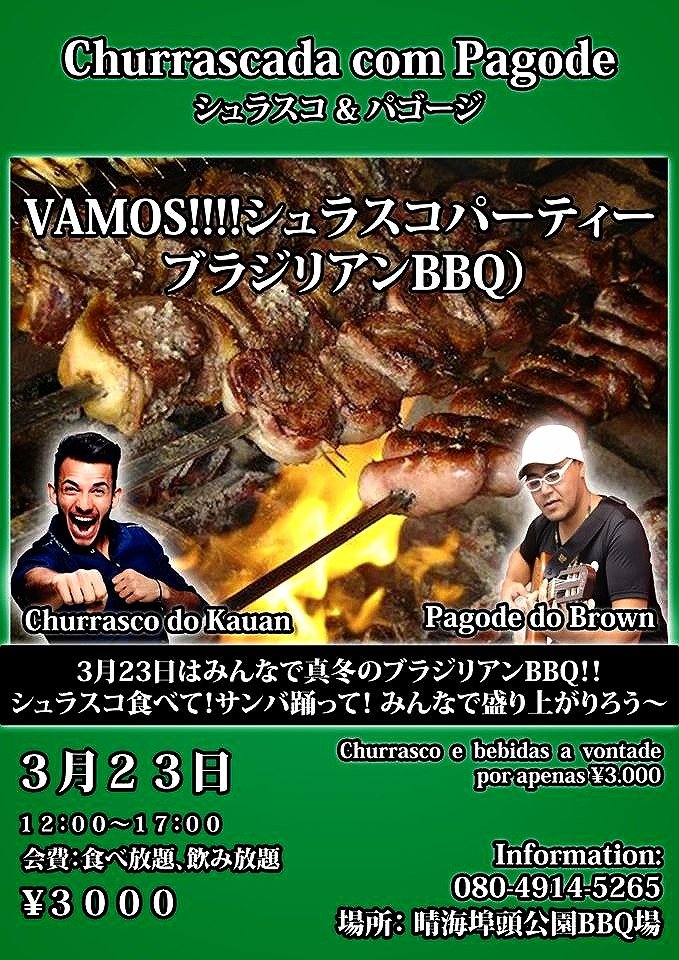 Churrascada com Pagode
シュラスコ & パゴージ
VAMOS!!!!シュラスコパーティー
ブラジリアンBBQ)
Churrasco do Kauan
Pagode do Brown
3月23日はみんなで真冬のブラジリアンBBQ!!
シュラスコ食べて!サンバ踊って! みんなで盛り上がりろう~
3月23日
12:00~17:00
会費:食べ放題、飲み放題
¥3000
Churrasco e bebidas a vontade
por apenas ¥3.000
Information:
080-4914-5265
場所: 晴海埠頭公園BBQ場